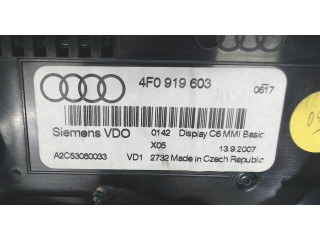 4F0 919 603
0617
Siemens VDO 0142 Display C6 MMI Basic
X05 13.9.2007
A2C53080033 VD1 2732 Made in Czech Republic